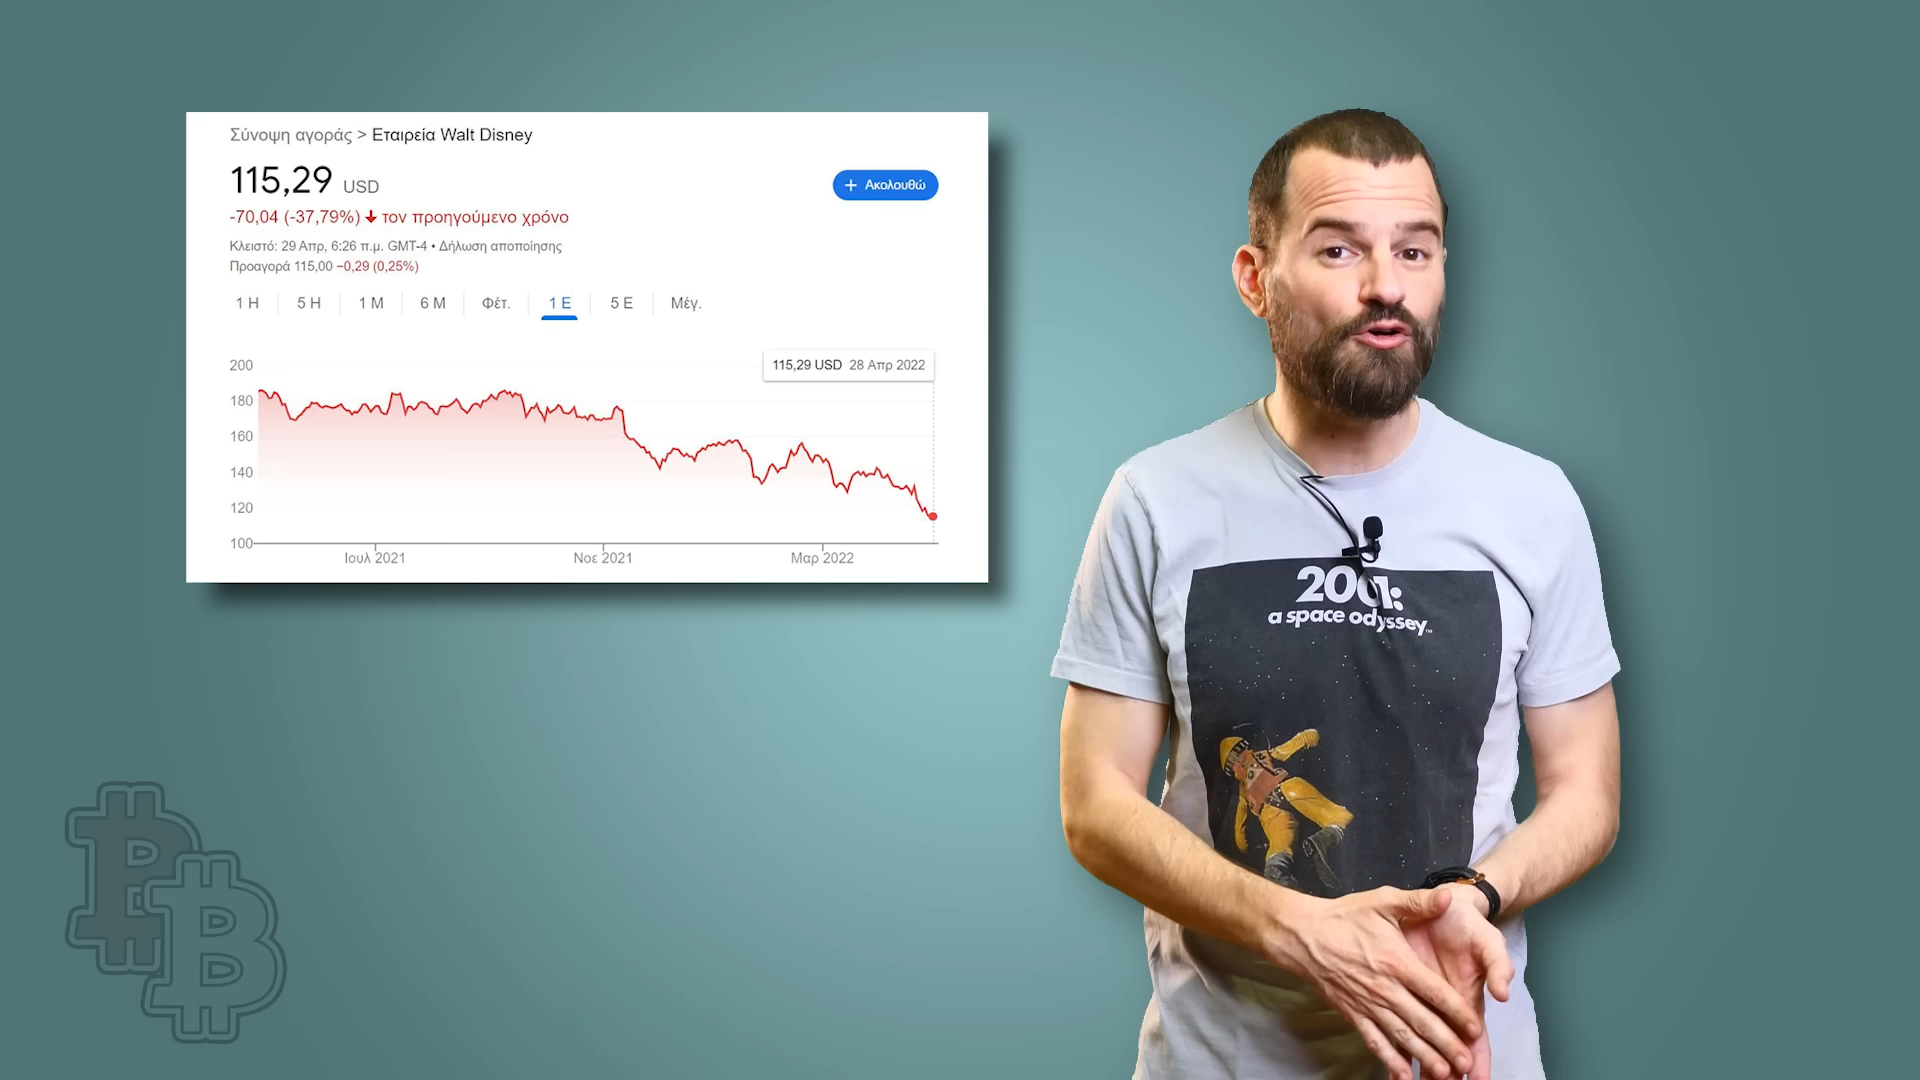 Σύνοψη αγοράς > Εταιρεία Walt Disney
115,29 USD
+ Ακολουθώ
-70,04 (-37,79%) ↓ τον προηγούμενο χρόνο
Κλειστό: 29 Απρ, 6:26 π.μ. GMT-4 • Δήλωση αποποίησης
Προαγορά 115,00 −0,29 (0,25%)
1 Η 5 Η 1 Μ 6 Μ Φέτ. 1 Ε 5 Ε Μέγ.
115,29 USD 28 Απρ 2022
200
180
160
140
120
100
Ιουλ 2021 Νοε 2021 Μαρ 2022
2001:
a space odyssey™